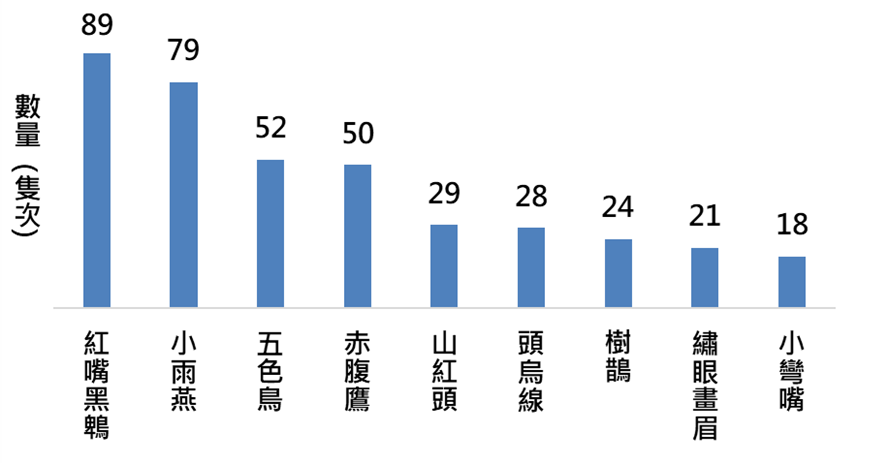 數量(隻次)
89
79
52
50
29
28
24
21
18
紅嘴黑鵯
小雨燕
五色鳥
赤腹鷹
山紅頭
頭烏線
樹鵲
繡眼畫眉
小彎嘴